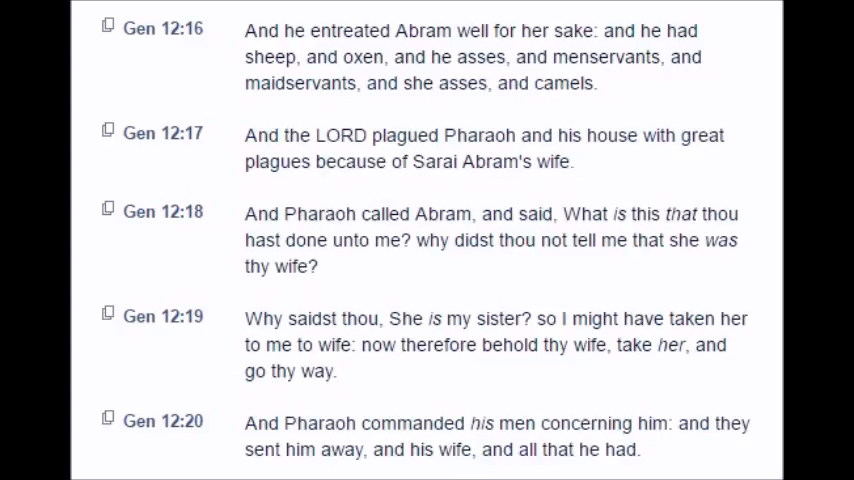 Gen 12:16 And he entreated Abram well for her sake: and he had
sheep, and oxen, and he asses, and menservants, and
maidservants, and she asses, and camels.
Gen 12:17 And the LORD plagued Pharaoh and his house with great
plagues because of Sarai Abram's wife.
Gen 12:18 And Pharaoh called Abram, and said, What is this that thou
hast done unto me? why didst thou not tell me that she was
thy wife?
Gen 12:19 Why saidst thou, She is my sister? so I might have taken her
to me to wife: now therefore behold thy wife, take her, and
go thy way.
Gen 12:20 And Pharaoh commanded his men concerning him: and they
sent him away, and his wife, and all that he had.